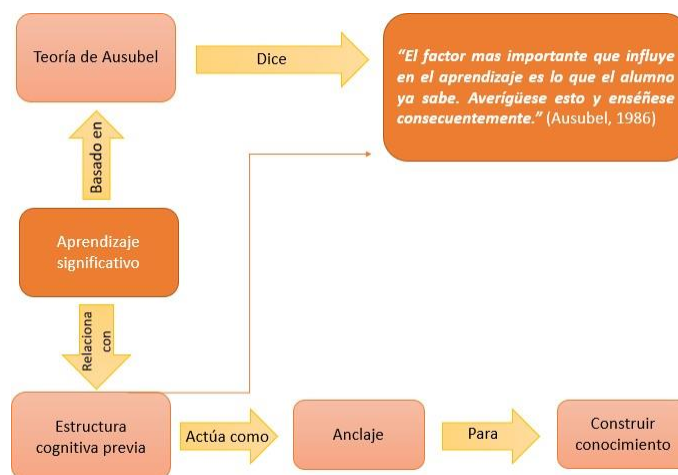 Teoría de Ausubel
Dice
“El factor mas importante que influye
en el aprendizaje es lo que el alumno
ya sabe. Averígüese esto y enséñese
consecuentemente.” (Ausubel, 1986)
Basado en
Aprendizaje
significativo
Relaciona
con
Estructura
cognitiva previa
Actúa como
Anclaje
Para
Construir
conocimiento